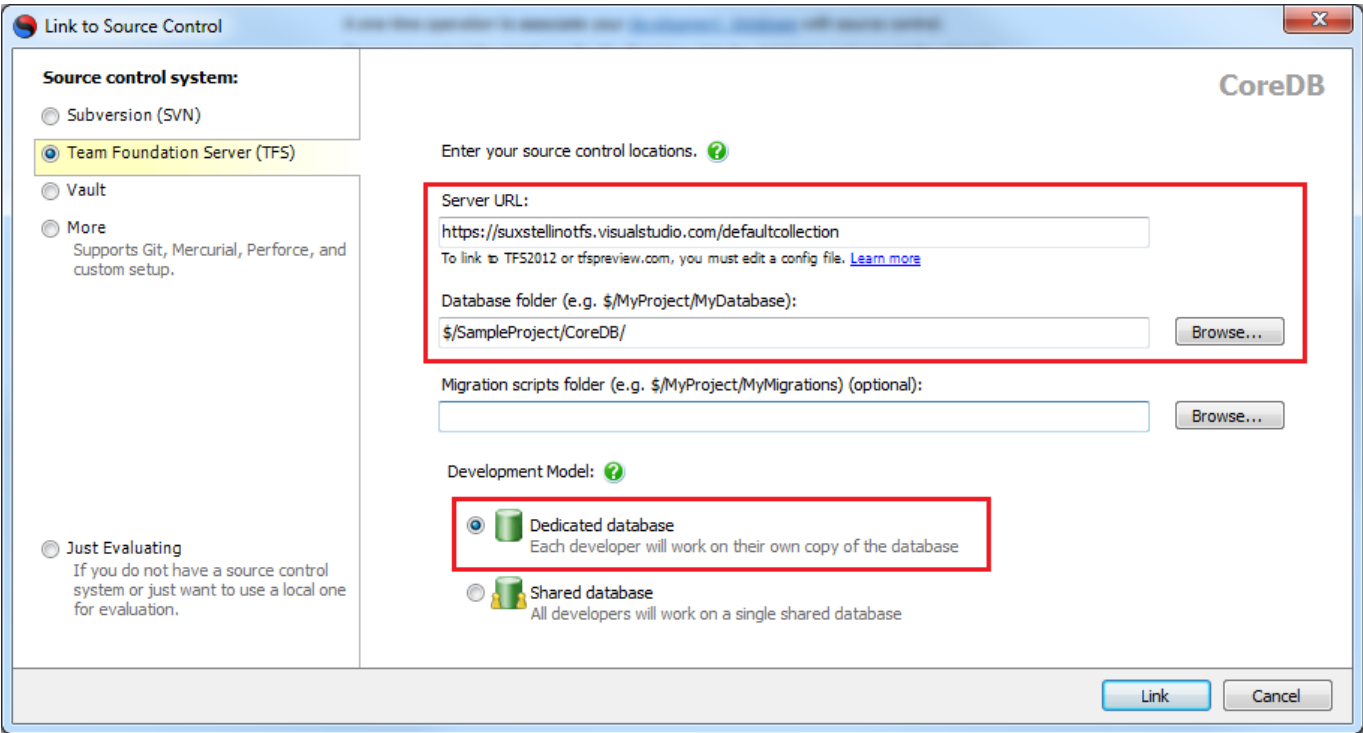 Link to Source Control
Source control system:
Subversion (SVN)
Team Foundation Server (TFS)
Vault
More
Supports Git, Mercurial, Perforce, and
custom setup.
Just Evaluating
If you do not have a source control
system or just want to use a local one
for evaluation.
CoreDB
Enter your source control locations.
Server URL:
https://suxstellinotfs.visualstudio.com/defaultcollection
To link to TFS2012 or tfspreview.com, you must edit a config file. Learn more
Database folder (e.g. $/MyProject/MyDatabase):
$/SampleProject/CoreDB/
Browse...
Migration scripts folder (e.g. $/MyProject/MyMigrations) (optional):
Browse...
Development Model:
Dedicated database
Each developer will work on their own copy of the database
Shared database
All developers will work on a single shared database
Link
Cancel